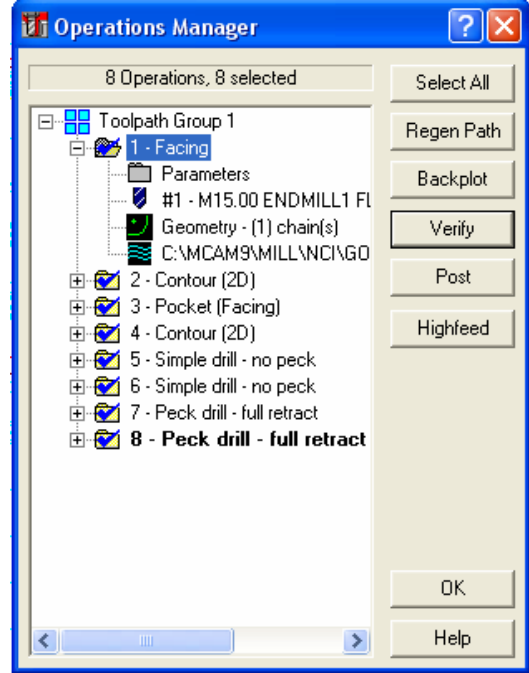 Operations Manager
8 Operations, 8 selected
Select All
Toolpath Group 1
1 - Facing
Regen Path
Parameters
Backplot
#1 - M15.00 ENDMILL1 FL
Geometry - (1) chain(s)
Verify
C:\MCAM9\MILL\NCI\GO
2 - Contour (2D)
Post
3 - Pocket (Facing)
4 - Contour (2D)
Highfeed
5 - Simple drill - no peck
6 - Simple drill - no peck
7 - Peck drill - full retract
8 - Peck drill - full retract
OK
Help